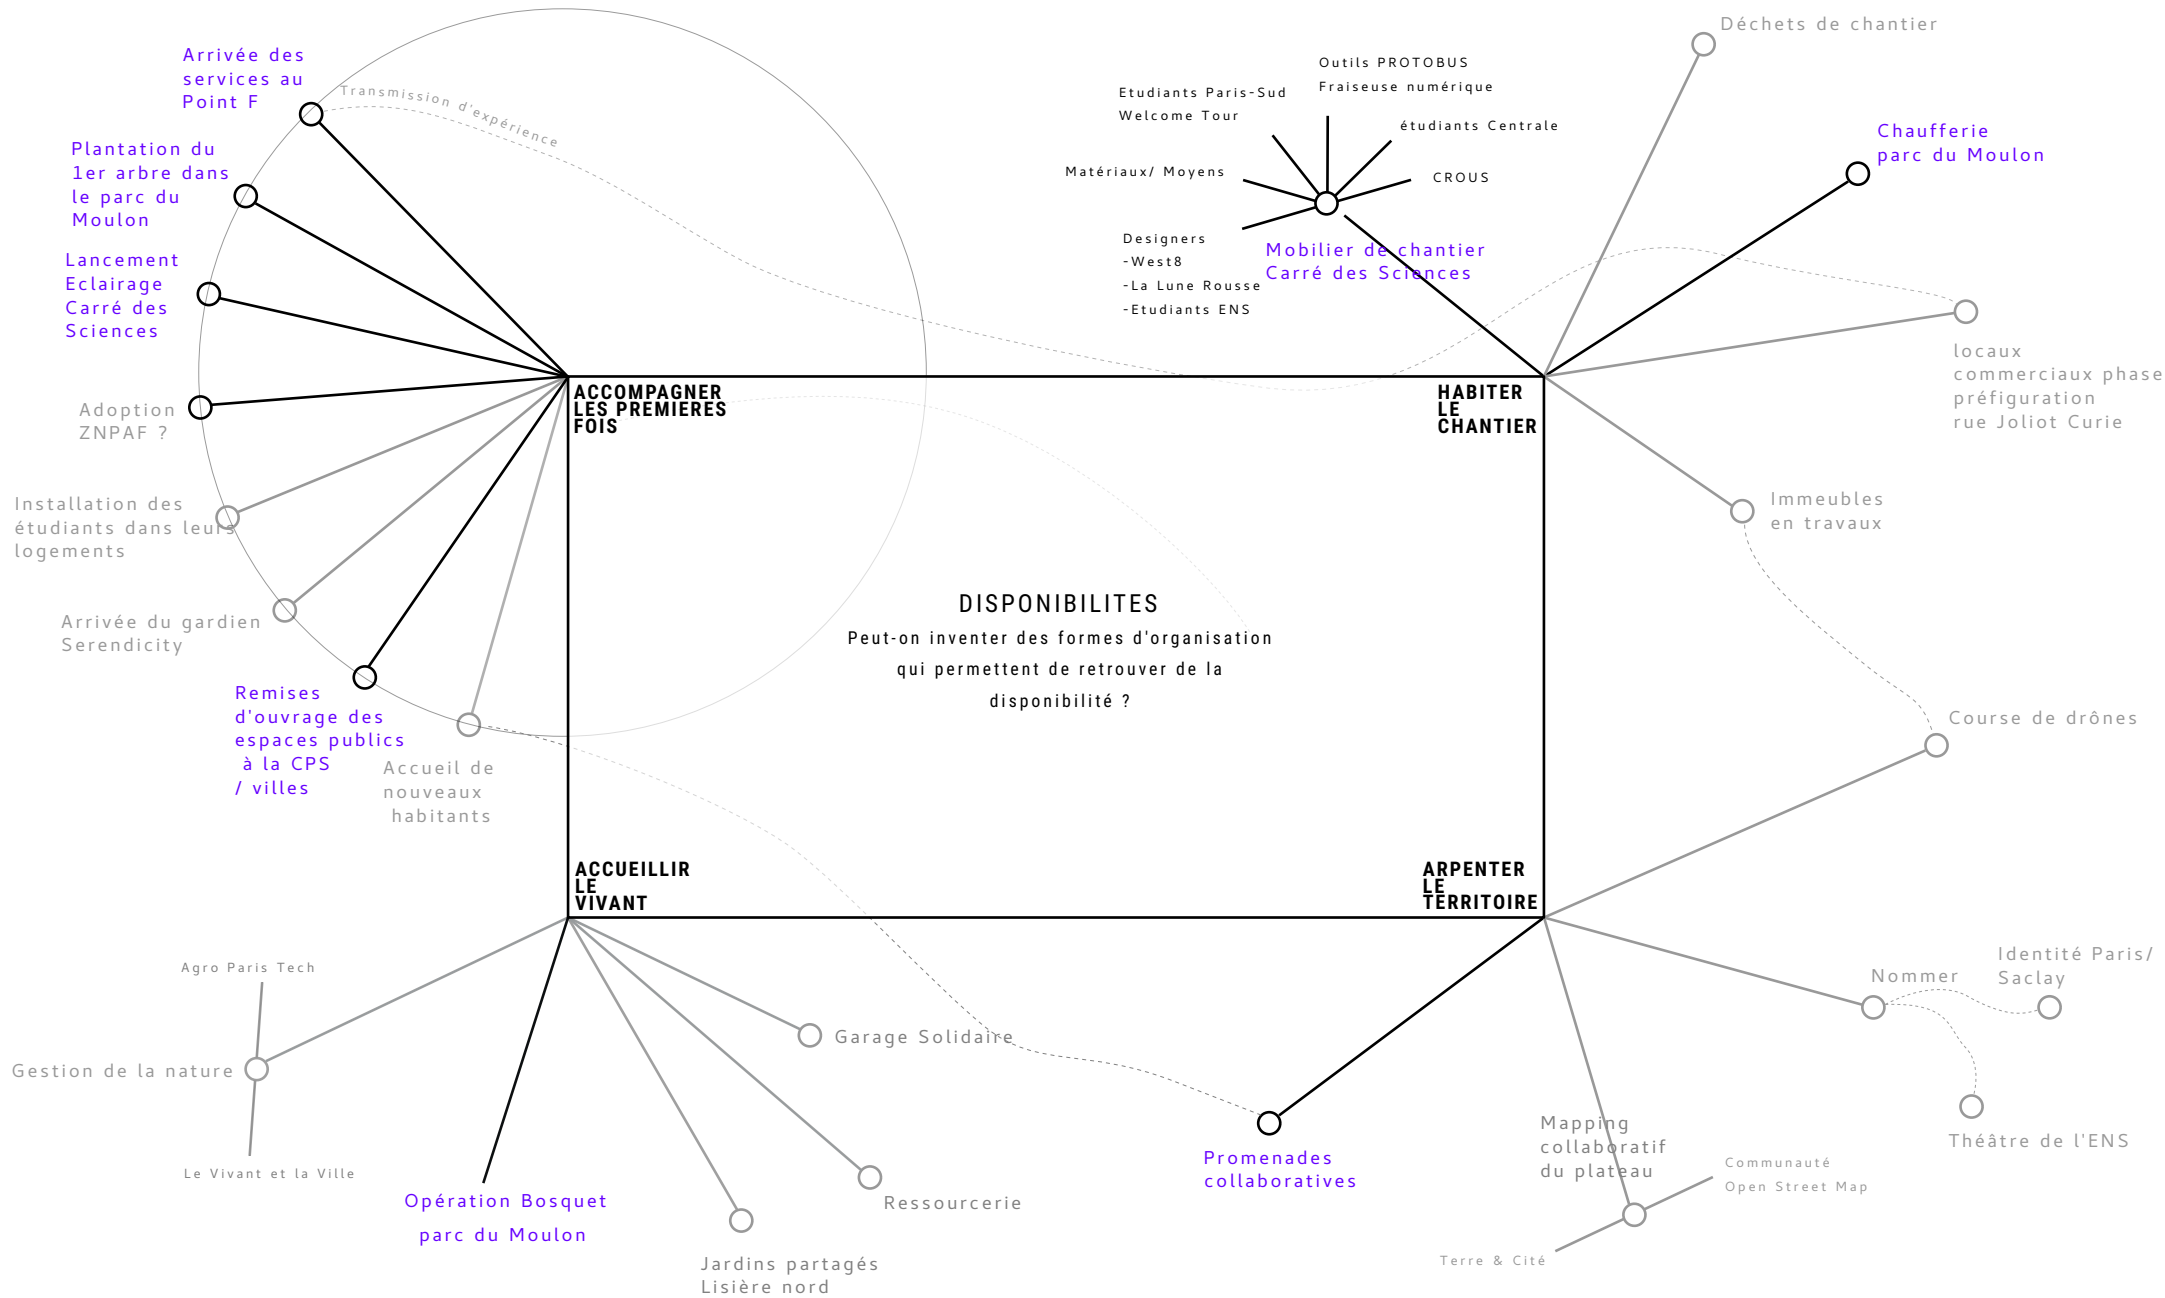 Arrivée des
services au
Point F
Transmission d'expérience
Plantation du
1er arbre dans
le parc du
Moulon
Lancement
Eclairage
Carré des
Sciences
Adoption
ZNPAF ?
Installation des
étudiants dans leurs
logements
Arrivée du gardien
Serendicity
Remises
d'ouvrage des
espaces publics
à la CPS
/ villes
Accueil de
nouveaux
habitants
ACCOMPAGNER
LES PREMIERES
FOIS
Outils PROTOBUS
Fraiseuse numérique
Etudiants Paris-Sud
Welcome Tour
étudiants Centrale
Matériaux/ Moyens
CROUS
Designers
-West8
-La Lune Rousse
-Etudiants ENS
Mobilier de chantier
Carré des Sciences
Déchets de chantier
Chaufferie
parc du Moulon
locaux
commerciaux phase
préfiguration
rue Joliot Curie
Immeubles
en travaux
HABITER
LE
CHANTIER
DISPONIBILITES
Peut-on inventer des formes d'organisation
qui permettent de retrouver de la
disponibilité ?
ACCUEILLIR
LE
VIVANT
ARPENTER
LE
TERRITOIRE
Course de drônes
Agro Paris Tech
Gestion de la nature
Le Vivant et la Ville
Opération Bosquet
parc du Moulon
Garage Solidaire
Ressourcerie
Jardins partagés
Lisière nord
Promenades
collaboratives
Nommer
Identité Paris/
Saclay
Théâtre de l'ENS
Mapping
collaboratif
du plateau
Communauté
Open Street Map
Terre & Cité